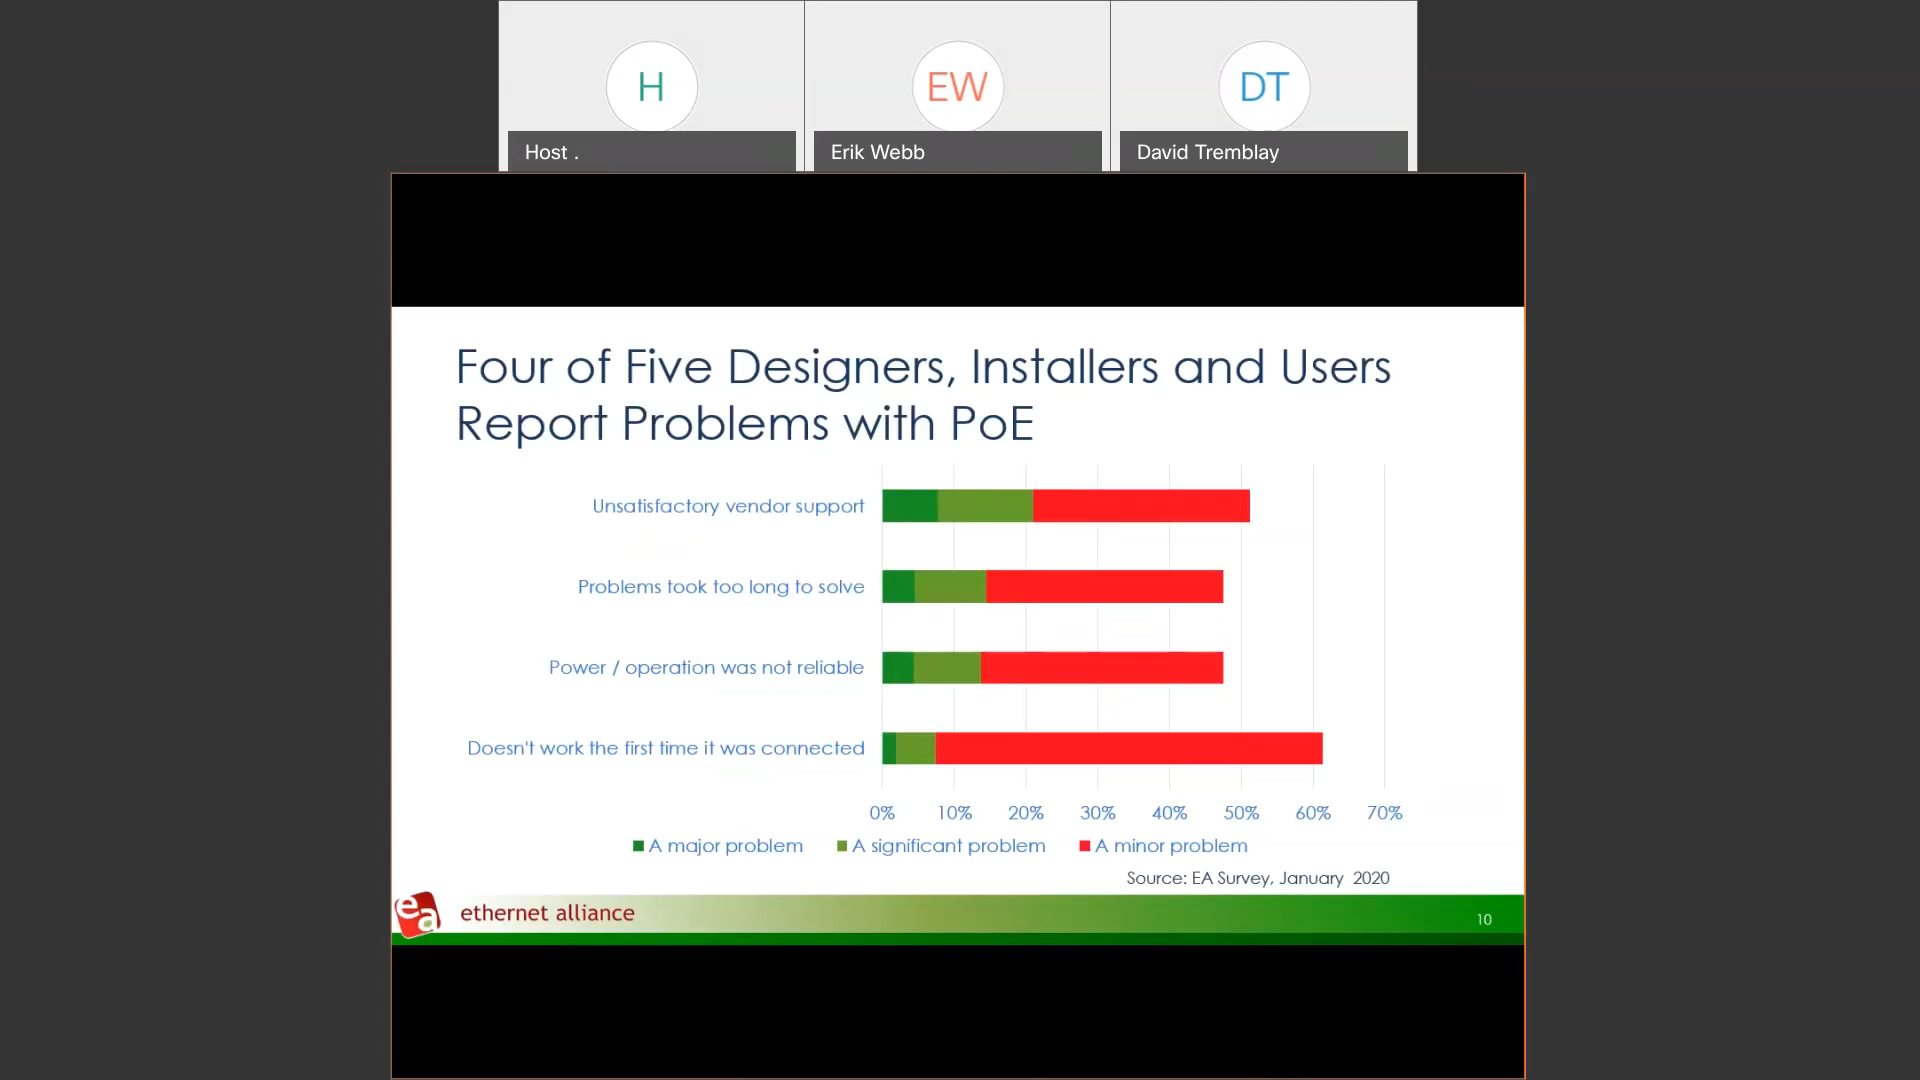 H
EW
DT
Host .
Erik Webb
David Tremblay
Four of Five Designers, Installers and Users
Report Problems with PoE
Unsatisfactory vendor support
Problems took too long to solve
Power / operation was not reliable
Doesn't work the first time it was connected
0% 10% 20% 30% 40% 50% 60% 70%
A major problem A significant problem A minor problem
Source: EA Survey, January 2020
ea ethernet alliance
10